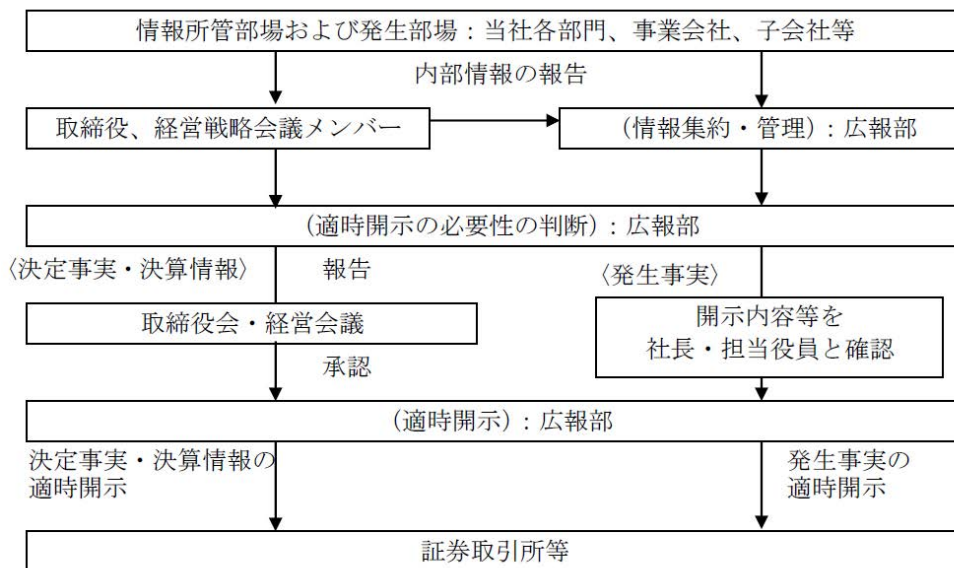 情報所管部場および発生部場：当社各部門、事業会社、子会社等
内部情報の報告
取締役、経営戦略会議メンバー
(情報集約・管理)：広報部
(適時開示の必要性の判断)：広報部
〈決定事実・決算情報〉
報告
〈発生事実〉
取締役会・経営会議
開示内容等を
社長・担当役員と確認
承認
(適時開示)：広報部
決定事実・決算情報の
適時開示
発生事実の
適時開示
証券取引所等